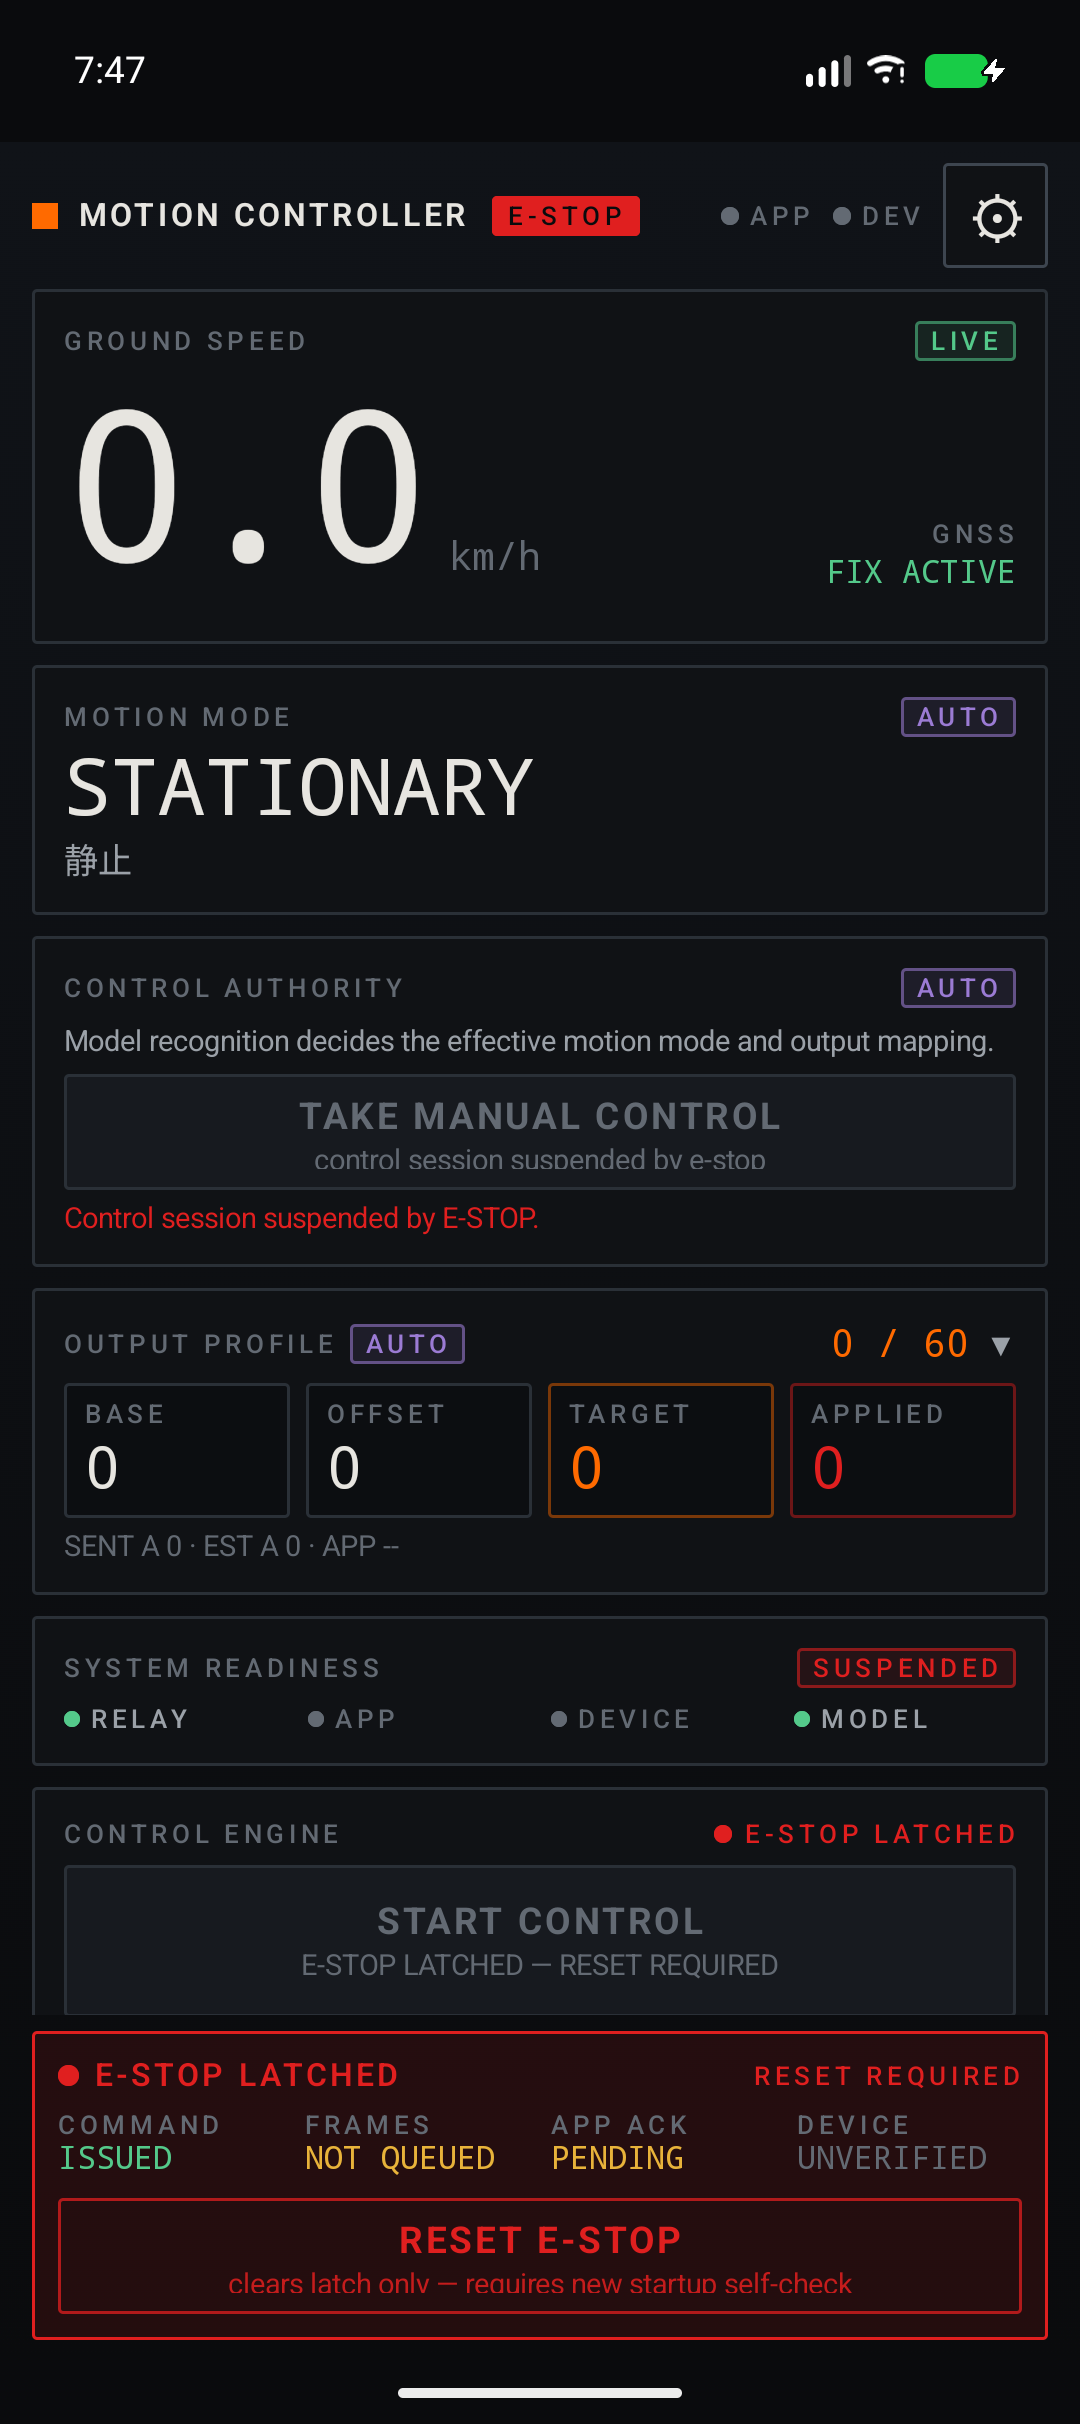 7:47
MOTION CONTROLLER E-STOP APP DEV
GROUND SPEED LIVE
0.0 km/h
GNSS
FIX ACTIVE
MOTION MODE AUTO
STATIONARY
静止
CONTROL AUTHORITY AUTO
Model recognition decides the effective motion mode and output mapping.
TAKE MANUAL CONTROL
control session suspended by e-stop
Control session suspended by E-STOP.
OUTPUT PROFILE AUTO 0 / 60 ▼
BASE OFFSET TARGET APPLIED
0 0 0 0
SENT A 0 · EST A 0 · APP --
SYSTEM READINESS SUSPENDED
RELAY APP DEVICE MODEL
CONTROL ENGINE E-STOP LATCHED
START CONTROL
E-STOP LATCHED — RESET REQUIRED
E-STOP LATCHED RESET REQUIRED
COMMAND FRAMES APP ACK DEVICE
ISSUED NOT QUEUED PENDING UNVERIFIED
RESET E-STOP
clears latch only — requires new startup self-check